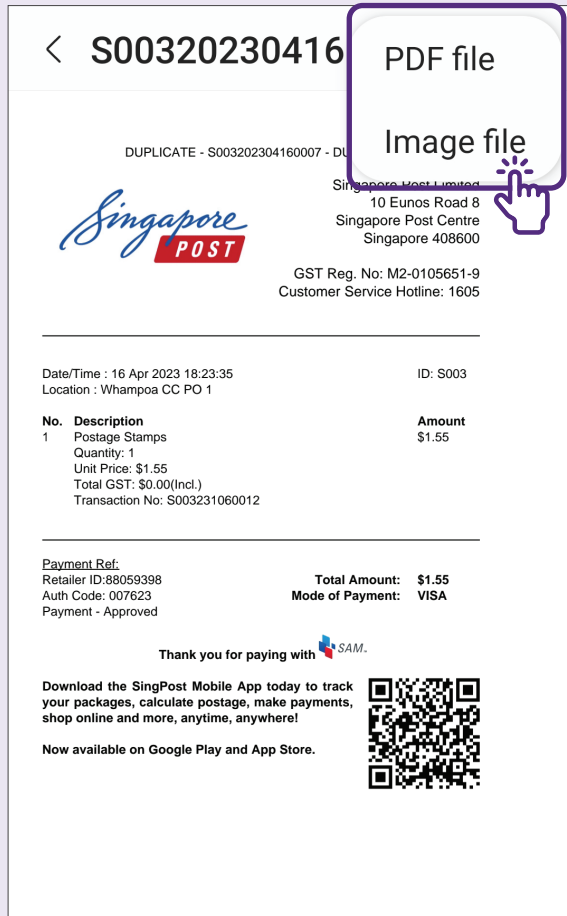 S00320230416
PDF file
Image file
DUPLICATE - S003202304160007 - DU
Singapore Post Limited
10 Eunos Road 8
Singapore Post Centre
Singapore 408600
Singapore
POST
GST Reg. No: M2-0105651-9
Customer Service Hotline: 1605
Date/Time : 16 Apr 2023 18:23:35 ID: S003
Location : Whampoa CC PO 1
No. Description Amount
1 Postage Stamps $1.55
Quantity: 1
Unit Price: $1.55
Total GST: $0.00(Incl.)
Transaction No: S003231060012
Payment Ref:
Retailer ID:88059398 Total Amount: $1.55
Auth Code: 007623 Mode of Payment: VISA
Payment - Approved
Thank you for paying with SAM
Download the SingPost Mobile App today to track
your packages, calculate postage, make payments,
shop online and more, anytime, anywhere!
Now available on Google Play and App Store.